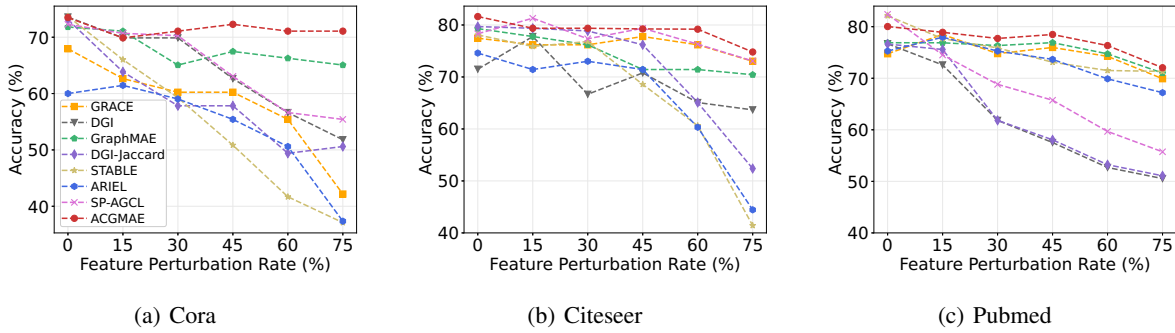 Accuracy (%)
70
60
50
40
GRACE
DGI
GraphMAE
DGI-Jaccard
STABLE
ARIEL
SP-AGCL
ACGMAE
0 15 30 45 60 75
Feature Perturbation Rate (%)
(a) Cora
Accuracy (%)
80
70
60
50
40
0 15 30 45 60 75
Feature Perturbation Rate (%)
(b) Citeseer
Accuracy (%)
80
70
60
50
40
0 15 30 45 60 75
Feature Perturbation Rate (%)
(c) Pubmed